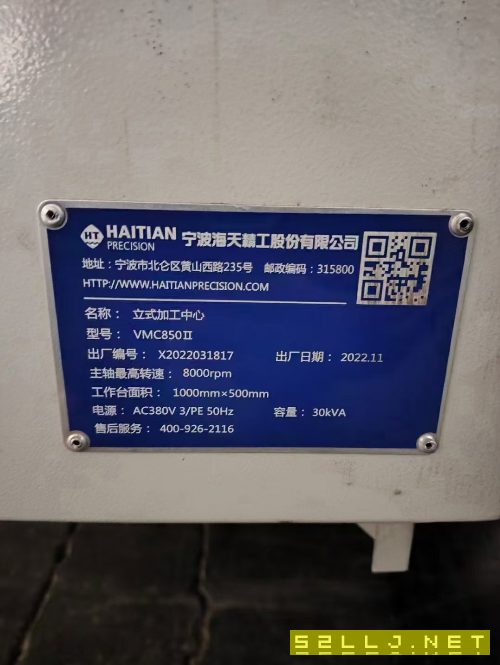 HT HAITIAN PRECISION 宁波海天精工股份有限公司
地址：宁波市北仑区黄山西路235号 邮政编码：315800
HTTP://WWW.HAITIANPRECISION.COM
名称： 立式加工中心
型号： VMC850Ⅱ
出厂编号： X2022031817 出厂日期： 2022.11
主轴最高转速： 8000rpm
工作台面积： 1000mm×500mm
电源： AC380V 3/PE 50Hz 容量： 30kVA
售后服务： 400-926-2116
52LLJ.NET